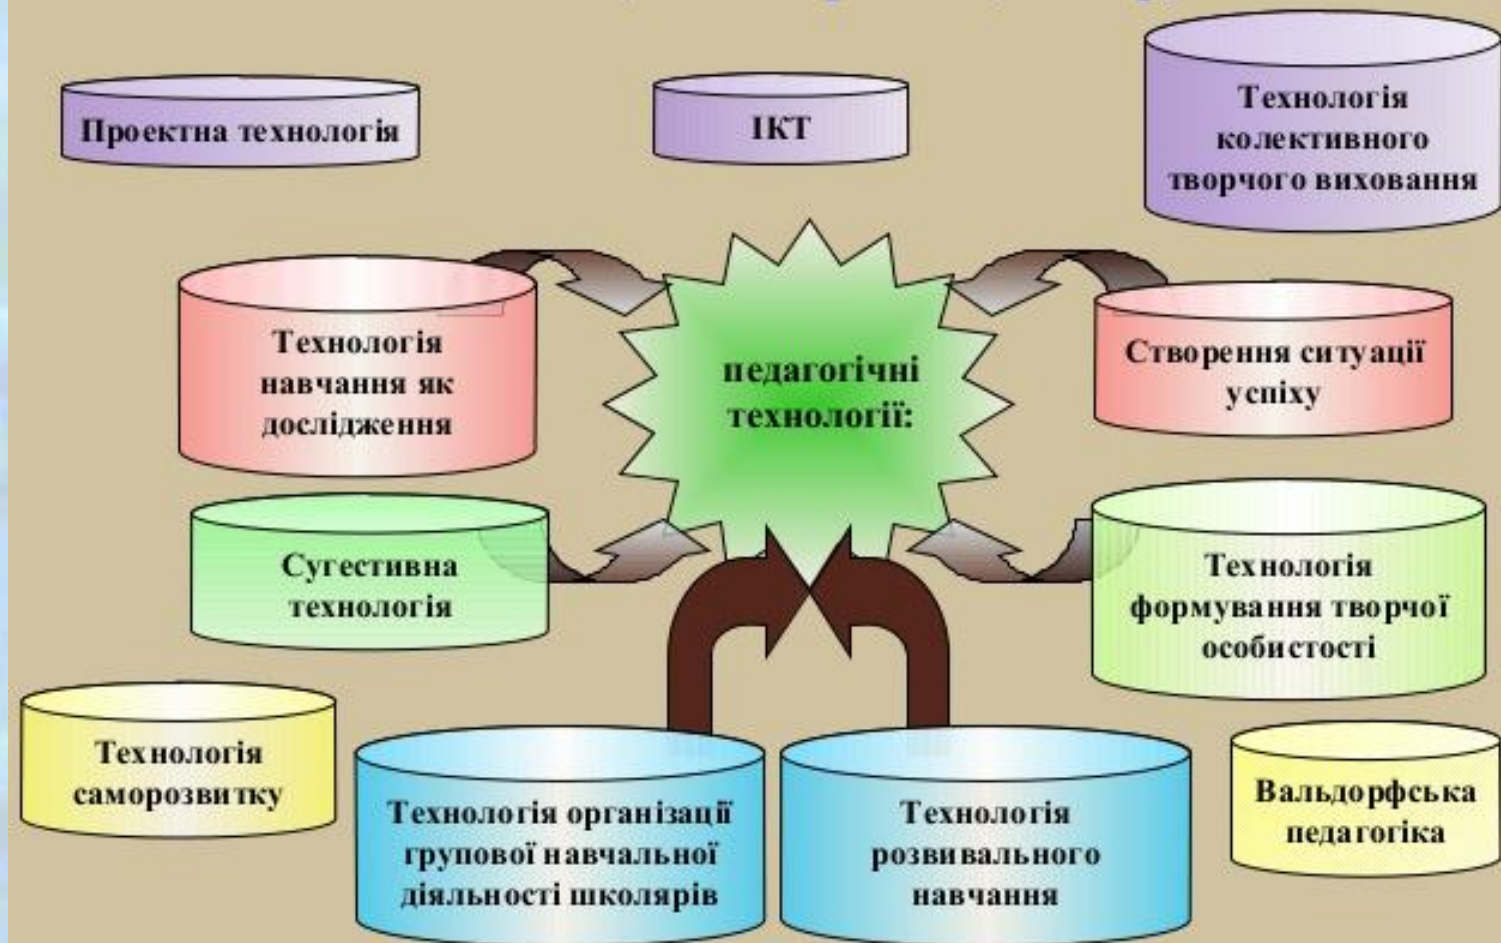 Проектна технологія
ІКТ
Технологія
колективного
творчого виховання
Технологія
навчання як
дослідження
педагогічні
технології:
Створення ситуації
успіху
Сугестивна
технологія
Технологія
формування творчої
особистості
Технологія
саморозвитку
Технологія організації
групової навчальної
діяльності школярів
Технологія
розвивального
навчання
Вальдорфська
педагогіка